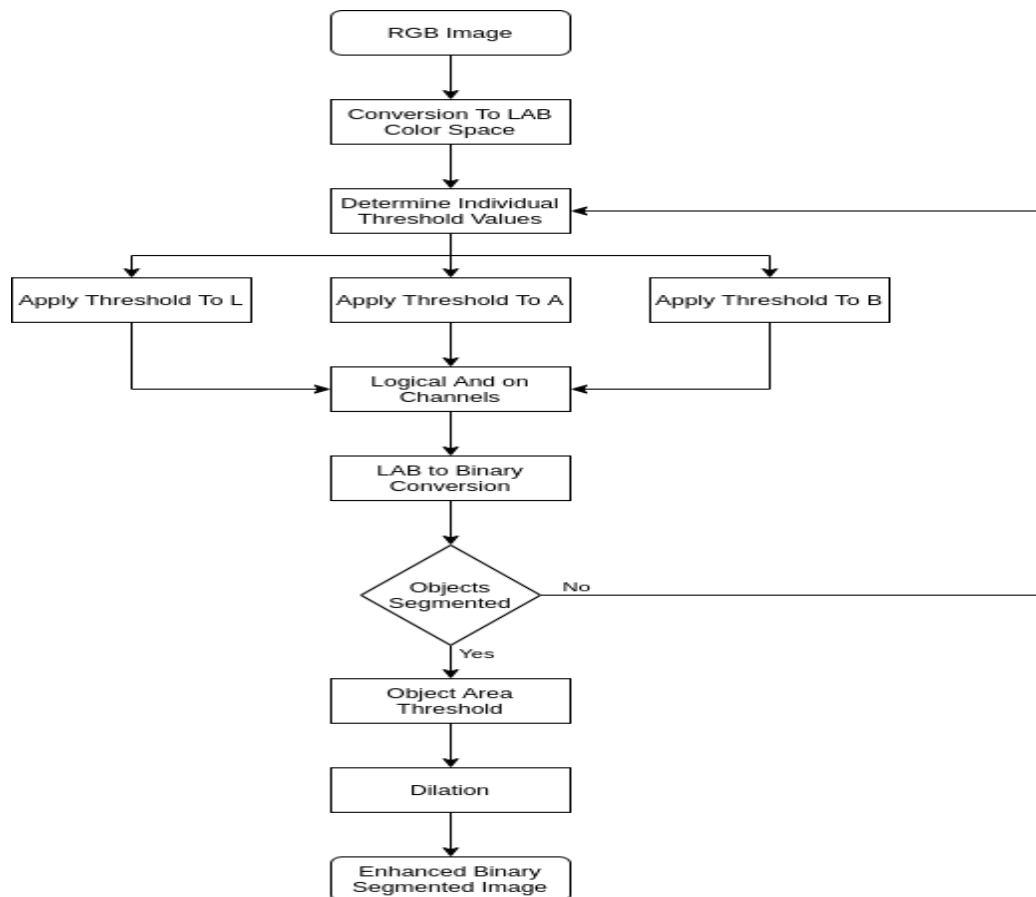 RGB Image
Conversion To LAB
Color Space
Determine Individual
Threshold Values
Apply Threshold To L
Apply Threshold To A
Apply Threshold To B
Logical And on
Channels
LAB to Binary
Conversion
Objects
Segmented
No
Yes
Object Area
Threshold
Dilation
Enhanced Binary
Segmented Image